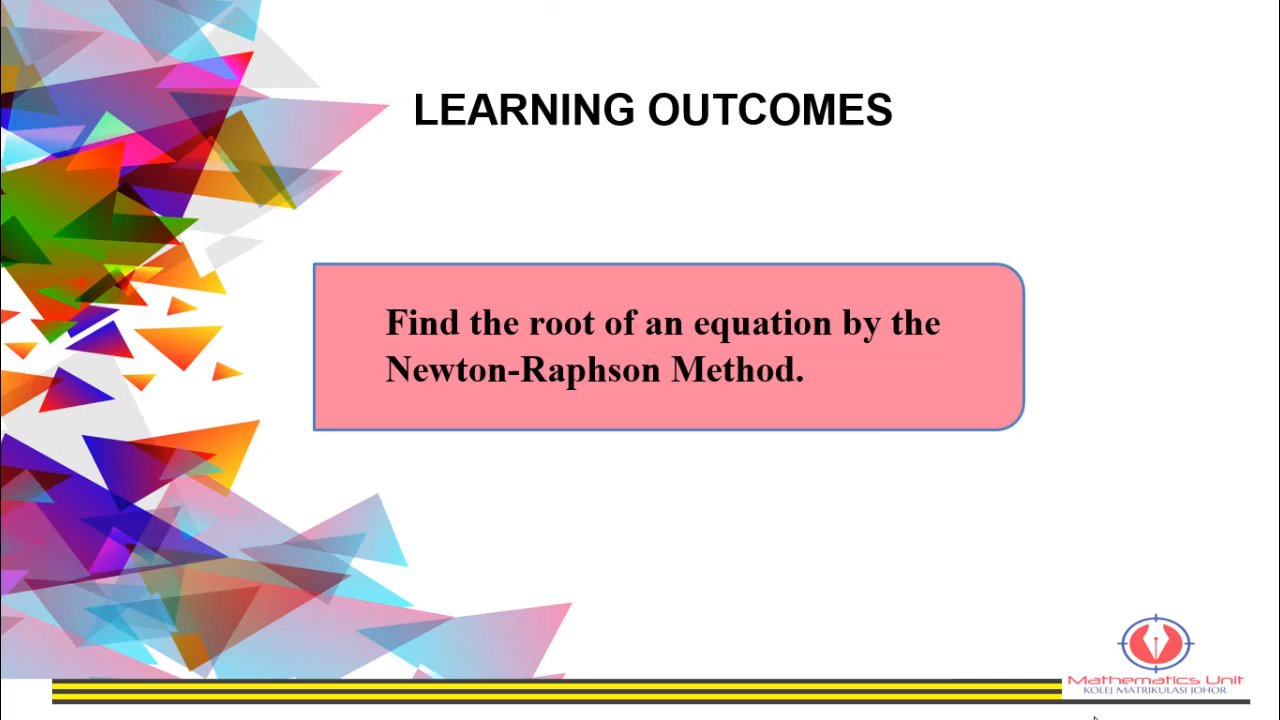 LEARNING OUTCOMES
Find the root of an equation by the
Newton-Raphson Method.
Mathematics Unit
KOLEJ MATRIKULASI JOHOR